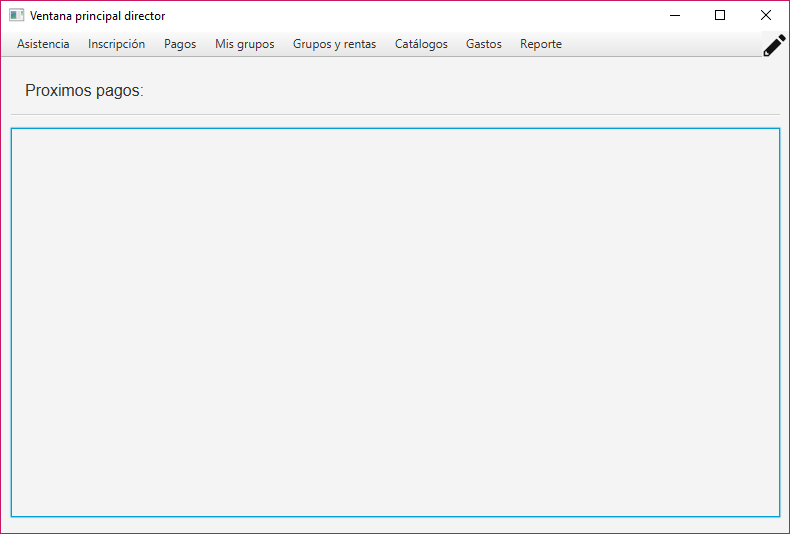 Ventana principal director
Asistencia Inscripción Pagos Mis grupos Grupos y rentas Catálogos Gastos Reporte
Proximos pagos: